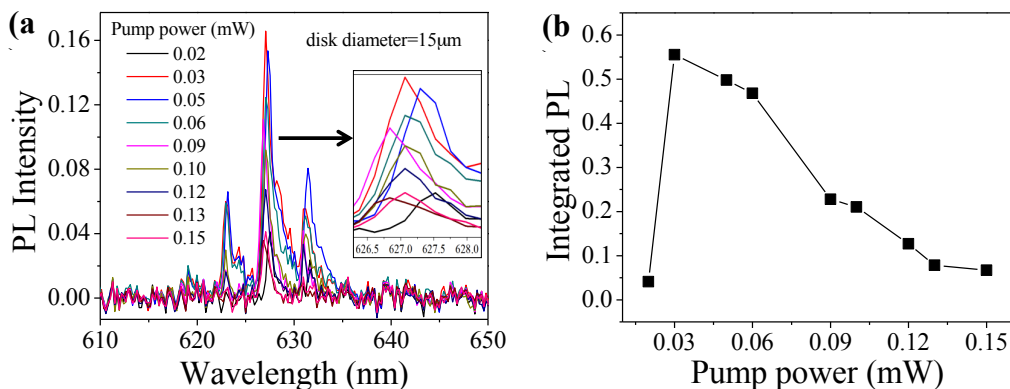 (a)
Pump power (mW)
0.02
0.03
0.05
0.06
0.09
0.10
0.12
0.13
0.15
disk diameter=15μm
0.16
0.12
0.08
0.04
0.00
PL Intensity
626.5 627.0 627.5 628.0
610 620 630 640 650
Wavelength (nm)
(b)
0.6
0.5
0.4
0.3
0.2
0.1
0.0
Integrated PL
0.03 0.06 0.09 0.12 0.15
Pump power (mW)